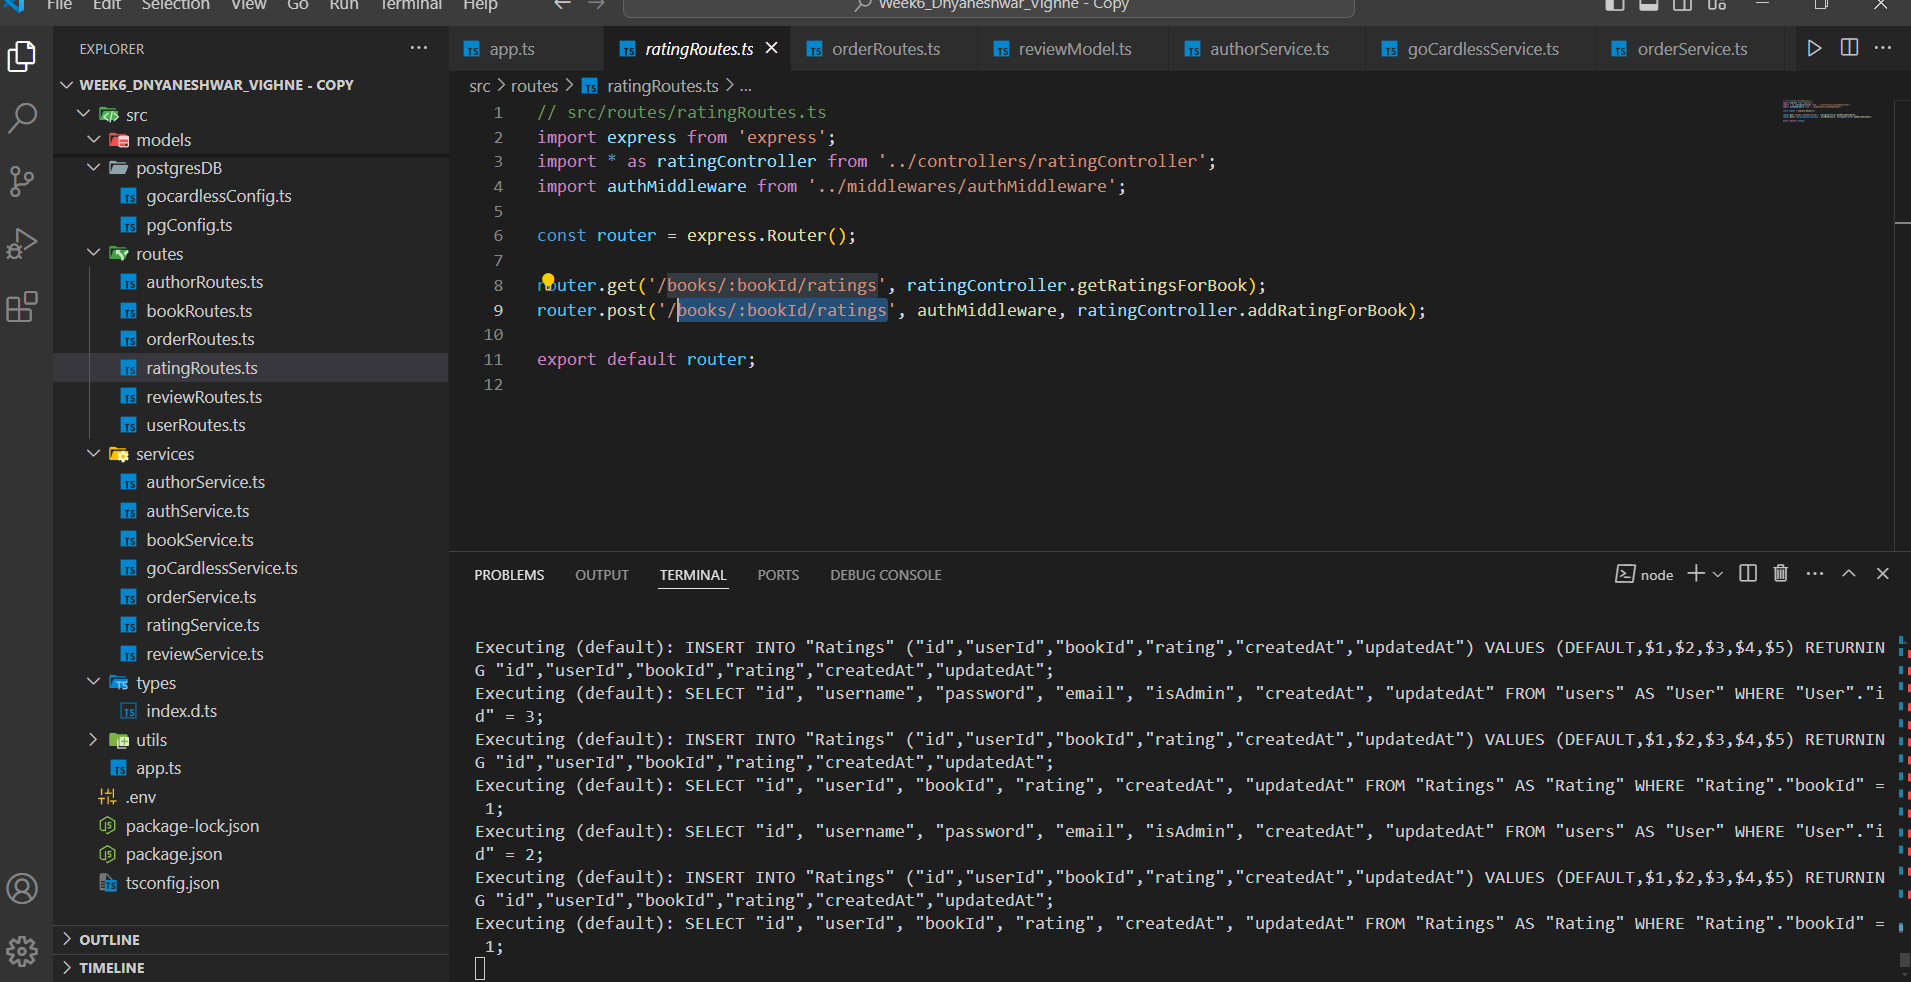 File Edit Selection View Go Run Terminal Help
Week6_Dnyaneshwar_Vighne - Copy
EXPLORER
WEEK6_DNYANESHWAR_VIGHNE - COPY
src
models
postgresDB
gocardlessConfig.ts
pgConfig.ts
routes
authorRoutes.ts
bookRoutes.ts
orderRoutes.ts
ratingRoutes.ts
reviewRoutes.ts
userRoutes.ts
services
authorService.ts
authService.ts
bookService.ts
goCardlessService.ts
orderService.ts
ratingService.ts
reviewService.ts
types
index.d.ts
utils
app.ts
.env
package-lock.json
package.json
tsconfig.json
OUTLINE
TIMELINE
app.ts ratingRoutes.ts orderRoutes.ts reviewModel.ts authorService.ts goCardlessService.ts orderService.ts
src > routes > ratingRoutes.ts > ...
1 // src/routes/ratingRoutes.ts
2 import express from 'express';
3 import * as ratingController from '../controllers/ratingController';
4 import authMiddleware from '../middlewares/authMiddleware';
5
6 const router = express.Router();
7
8 router.get('/books/:bookId/ratings', ratingController.getRatingsForBook);
9 router.post('/books/:bookId/ratings', authMiddleware, ratingController.addRatingForBook);
10
11 export default router;
12
PROBLEMS OUTPUT TERMINAL PORTS DEBUG CONSOLE
node
Executing (default): INSERT INTO "Ratings" ("id","userId","bookId","rating","createdAt","updatedAt") VALUES (DEFAULT,$1,$2,$3,$4,$5) RETURNIN
G "id","userId","bookId","rating","createdAt","updatedAt";
Executing (default): SELECT "id", "username", "password", "email", "isAdmin", "createdAt", "updatedAt" FROM "users" AS "User" WHERE "User"."i
d" = 3;
Executing (default): INSERT INTO "Ratings" ("id","userId","bookId","rating","createdAt","updatedAt") VALUES (DEFAULT,$1,$2,$3,$4,$5) RETURNIN
G "id","userId","bookId","rating","createdAt","updatedAt";
Executing (default): SELECT "id", "userId", "bookId", "rating", "createdAt", "updatedAt" FROM "Ratings" AS "Rating" WHERE "Rating"."bookId" =
1;
Executing (default): SELECT "id", "username", "password", "email", "isAdmin", "createdAt", "updatedAt" FROM "users" AS "User" WHERE "User"."i
d" = 2;
Executing (default): INSERT INTO "Ratings" ("id","userId","bookId","rating","createdAt","updatedAt") VALUES (DEFAULT,$1,$2,$3,$4,$5) RETURNIN
G "id","userId","bookId","rating","createdAt","updatedAt";
Executing (default): SELECT "id", "userId", "bookId", "rating", "createdAt", "updatedAt" FROM "Ratings" AS "Rating" WHERE "Rating"."bookId" =
1;